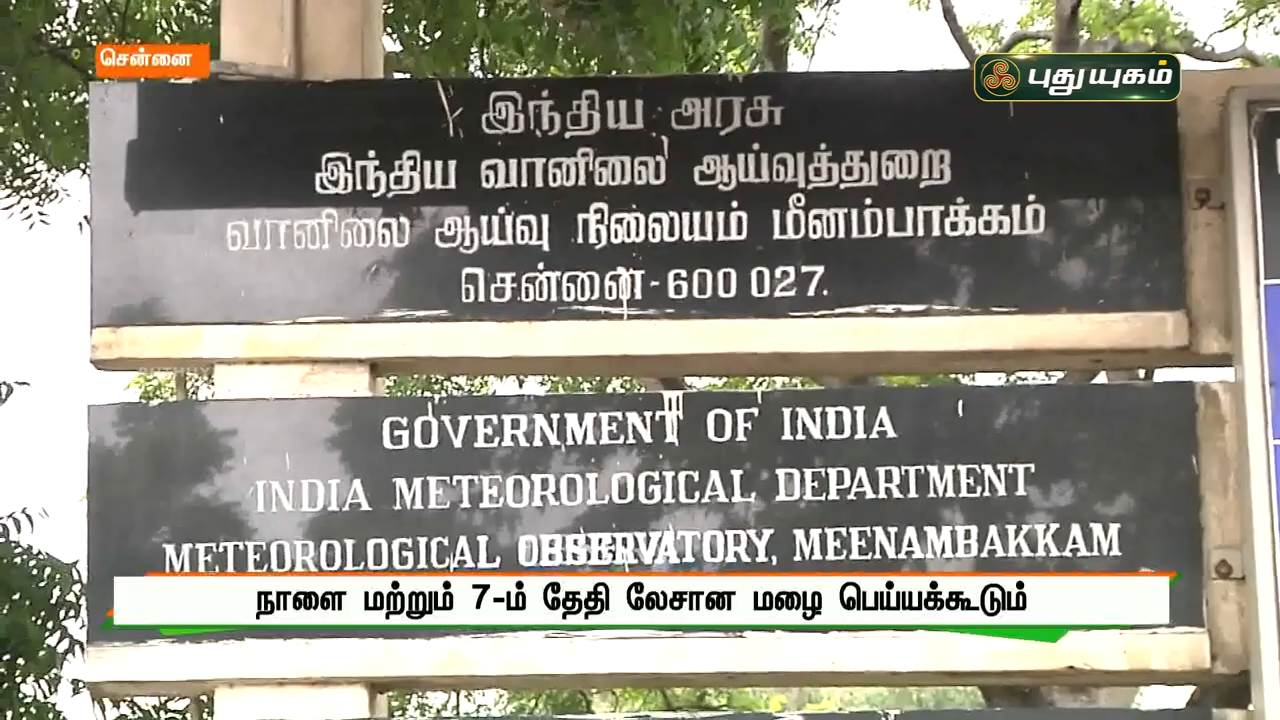 சென்னை
புதுயுகம்
இந்திய அரசு
இந்திய வானிலை ஆய்வுத்துறை
வானிலை ஆய்வு நிலையம் மீனம்பாக்கம்
சென்னை-600 027.
GOVERNMENT OF INDIA
INDIA METEOROLOGICAL DEPARTMENT
METEOROLOGICAL OBSERVATORY, MEENAMBAKKAM
நாளை மற்றும் 7-ம் தேதி லேசான மழை பெய்யக்கூடும்